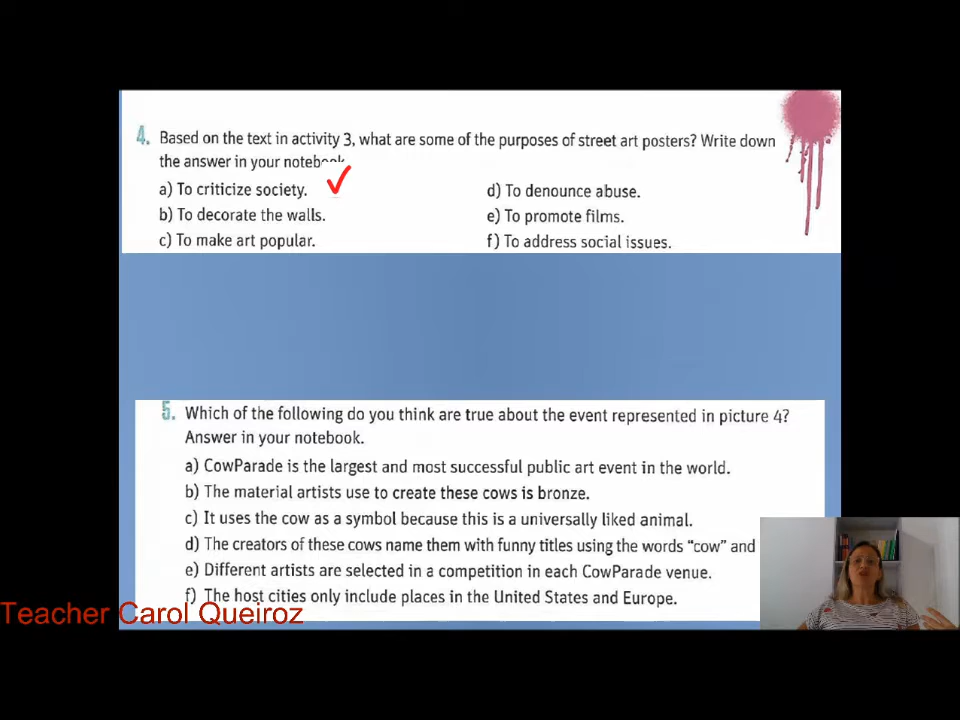 4. Based on the text in activity 3, what are some of the purposes of street art posters? Write down
the answer in your notebook.
a) To criticize society.
b) To decorate the walls.
c) To make art popular.
d) To denounce abuse.
e) To promote films.
f) To address social issues.
5. Which of the following do you think are true about the event represented in picture 4?
Answer in your notebook.
a) CowParade is the largest and most successful public art event in the world.
b) The material artists use to create these cows is bronze.
c) It uses the cow as a symbol because this is a universally liked animal.
d) The creators of these cows name them with funny titles using the words “cow” and
e) Different artists are selected in a competition in each CowParade venue.
f) The host cities only include places in the United States and Europe.
Teacher Carol Queiroz